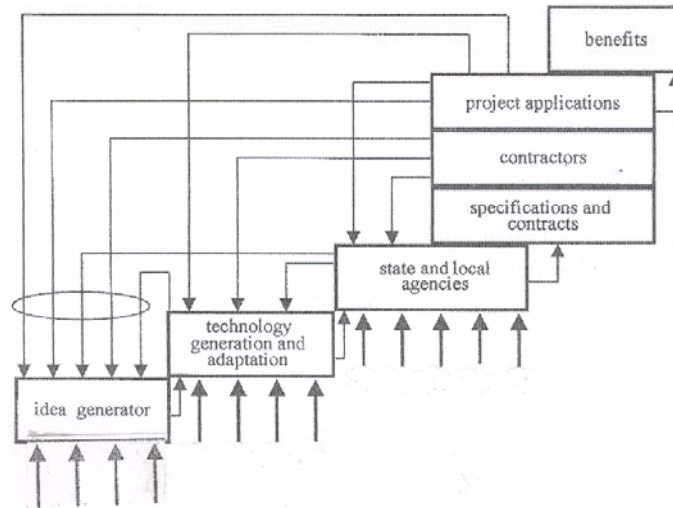 benefits
project applications
contractors
specifications and
contracts
state and local
agencies
technology
generation and
adaptation
idea generator